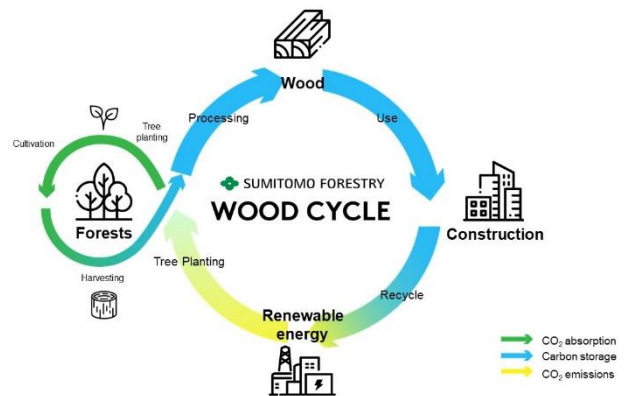 Wood
Processing
Use
Tree
planting
Cultivation
SUMITOMO FORESTRY
WOOD CYCLE
Forests
Construction
Tree Planting
Harvesting
Recycle
Renewable
energy
CO₂ absorption
Carbon storage
CO₂ emissions